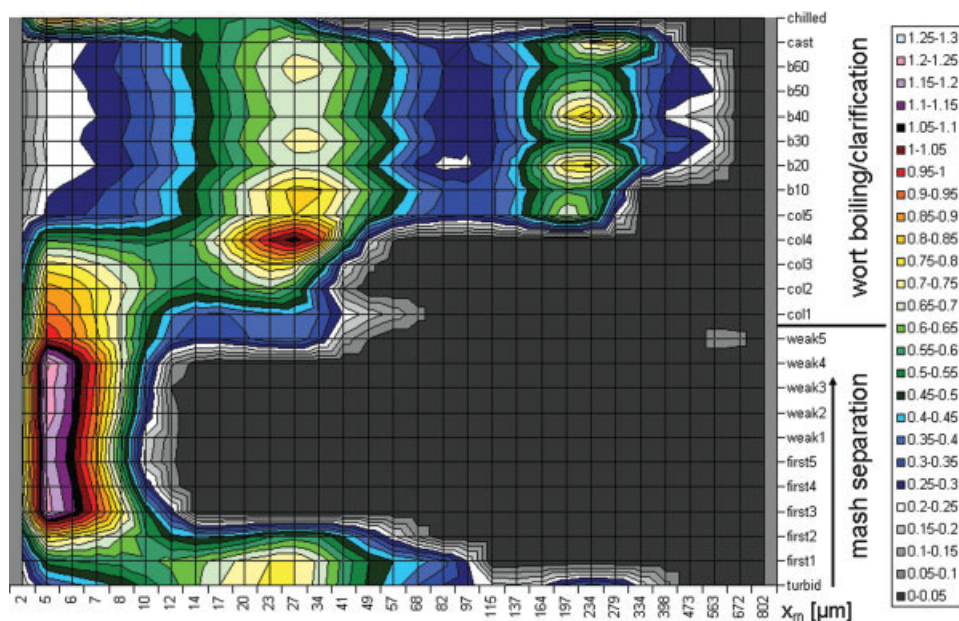 chilled
cast
b60
b50
b40
b30
b20
b10
col5
col4
col3
col2
col1
weak5
weak4
weak3
weak2
weak1
first5
first4
first3
first2
first1
turbid
wort boiling/clarification
mash separation
2 5 6 7 8 10 12 14 17 20 23 27 34 41 49 57 68 82 97 115 137 164 197 234 279 334 398 473 563 672 802 xm [µm]
1.25-1.3
1.2-1.25
1.15-1.2
1.1-1.15
1.05-1.1
1-1.05
0.95-1
0.9-0.95
0.85-0.9
0.8-0.85
0.75-0.8
0.7-0.75
0.65-0.7
0.6-0.65
0.55-0.6
0.5-0.55
0.45-0.5
0.4-0.45
0.35-0.4
0.3-0.35
0.25-0.3
0.2-0.25
0.15-0.2
0.1-0.15
0.05-0.1
0-0.05